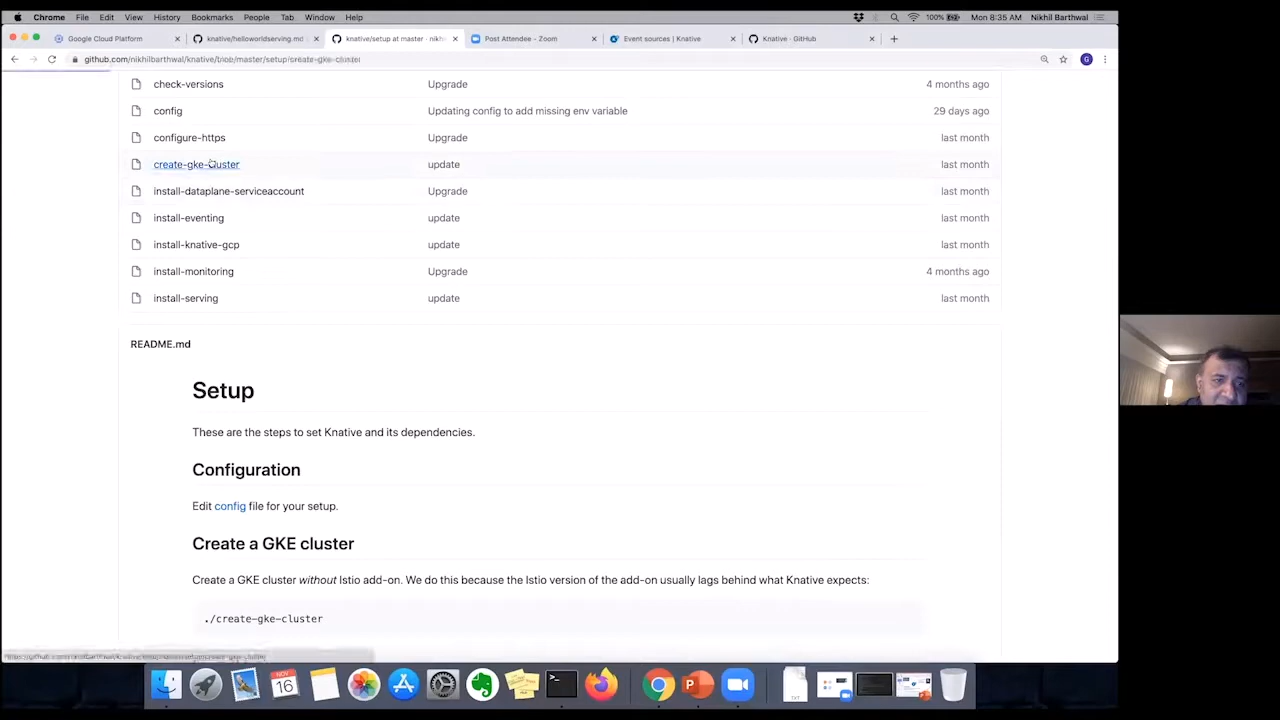 Chrome File Edit View History Bookmarks People Tab Window Help 100% Mon 8:35 AM Nikhil Barthwal
Google Cloud Platform knative/helloworldserving.md knative/setup at master · nikh Post Attendee - Zoom Event sources | Knative Knative · GitHub
github.com/nikhilbarthwal/knative/blob/master/setup/create-gke-cluster G
check-versions Upgrade 4 months ago
config Updating config to add missing env variable 29 days ago
configure-https Upgrade last month
create-gke-cluster update last month
install-dataplane-serviceaccount Upgrade last month
install-eventing update last month
install-knative-gcp update last month
install-monitoring Upgrade 4 months ago
install-serving update last month
README.md
Setup
These are the steps to set Knative and its dependencies.
Configuration
Edit config file for your setup.
Create a GKE cluster
Create a GKE cluster without Istio add-on. We do this because the Istio version of the add-on usually lags behind what Knative expects:
./create-gke-cluster
NOV
16
TXT